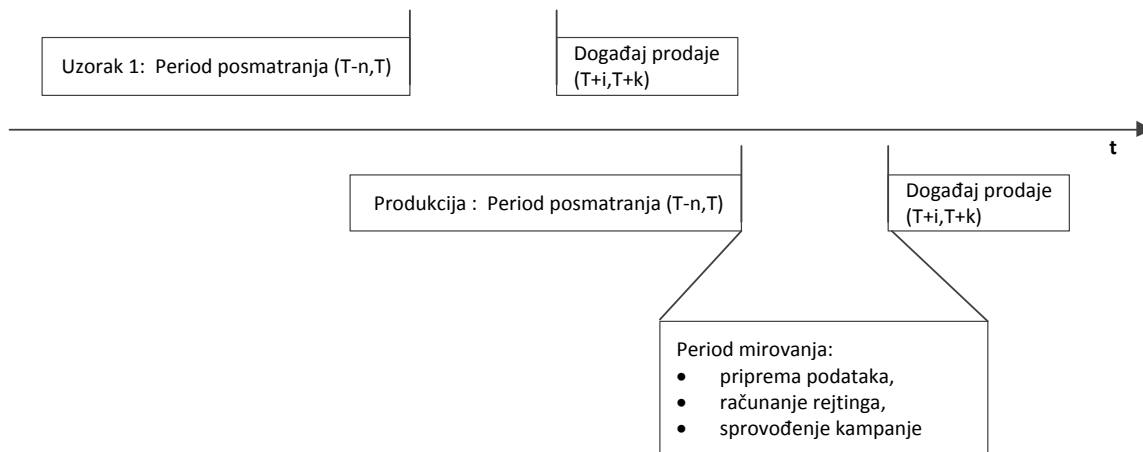 Uzorak 1:  Period posmatranja (T-n,T)
Događaj prodaje
(T+i,T+k)
t
Produkcija :  Period posmatranja (T-n,T)
Događaj prodaje
(T+i,T+k)
Period mirovanja:
• priprema podataka,
• računanje rejtinga,
• sprovođenje kampanje